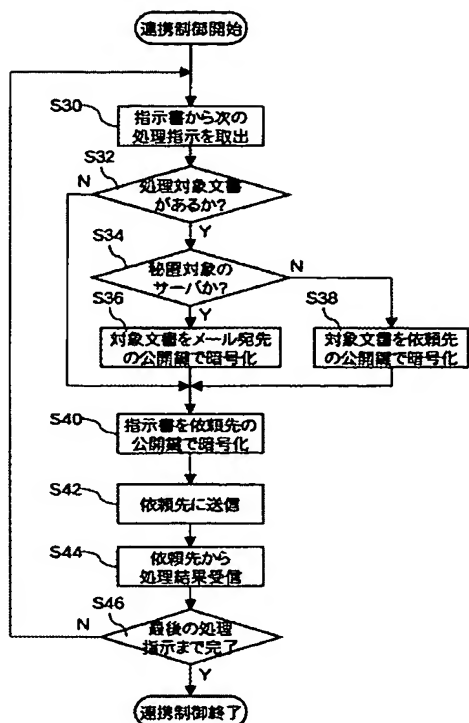 連携制御開始
S30
指示書から次の
処理指示を取出
S32
N
処理対象文書
があるか?
Y
S34
秘匿対象の
サーバか?
N
S36
Y
S38
対象文書をメール宛先
の公開鍵で暗号化
対象文書を依頼先
の公開鍵で暗号化
S40
指示書を依頼先の
公開鍵で暗号化
S42
依頼先に送信
S44
依頼先から
処理結果受信
S46
N
最後の処理
指示まで完了
Y
連携制御終了